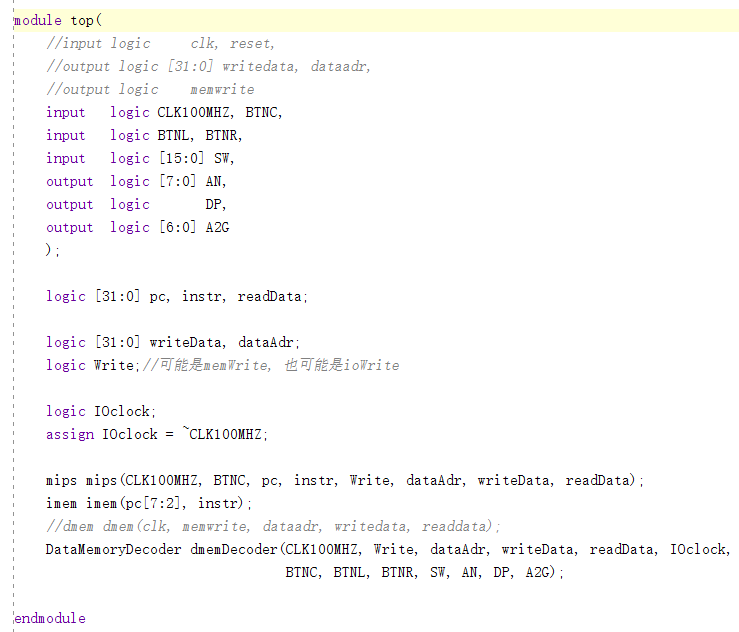 module top(
    //input logic     clk, reset,
    //output logic [31:0] writedata, dataadr,
    //output logic    memwrite
    input   logic CLK100MHZ, BTNC,
    input   logic BTNL, BTNR,
    input   logic [15:0] SW,
    output  logic [7:0] AN,
    output  logic       DP,
    output  logic [6:0] A2G
    );
    logic [31:0] pc, instr, readData;
    logic [31:0] writeData, dataAdr;
    logic Write;//可能是memWrite, 也可能是ioWrite
    logic IOclock;
    assign IOclock = ~CLK100MHZ;
    mips mips(CLK100MHZ, BTNC, pc, instr, Write, dataAdr, writeData, readData);
    imem imem(pc[7:2], instr);
    //dmem dmem(clk, memwrite, dataadr, writedata, readdata);
    DataMemoryDecoder dmemDecoder(CLK100MHZ, Write, dataAdr, writeData, readData, IOclock,
                                  BTNC, BTNL, BTNR, SW, AN, DP, A2G);
endmodule